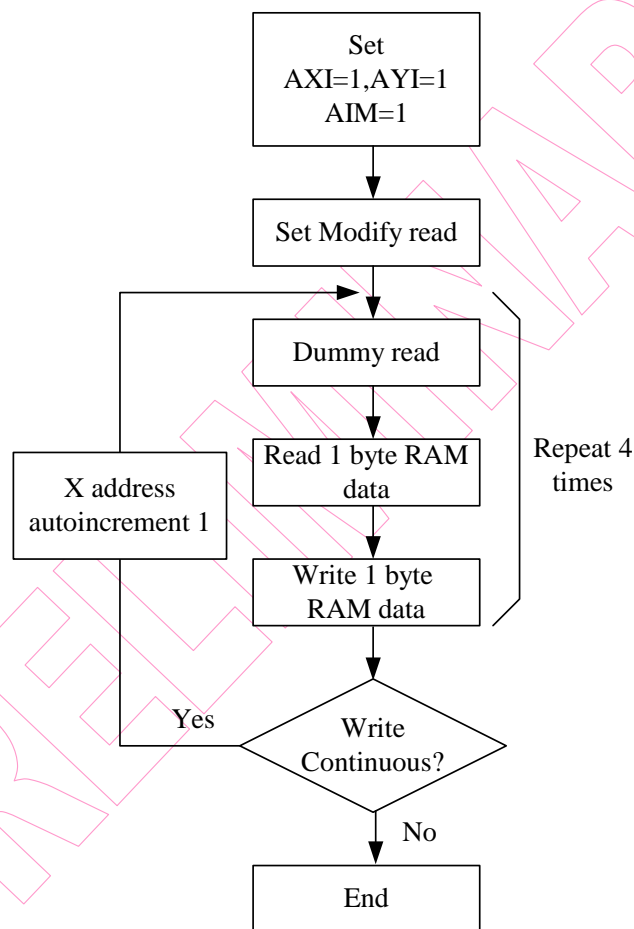 Set
AXI=1,AYI=1
AIM=1
Set Modify read
Dummy read
Read 1 byte RAM
data
Repeat 4
times
X address
autoincrement 1
Write 1 byte
RAM data
Yes
Write
Continuous?
No
End